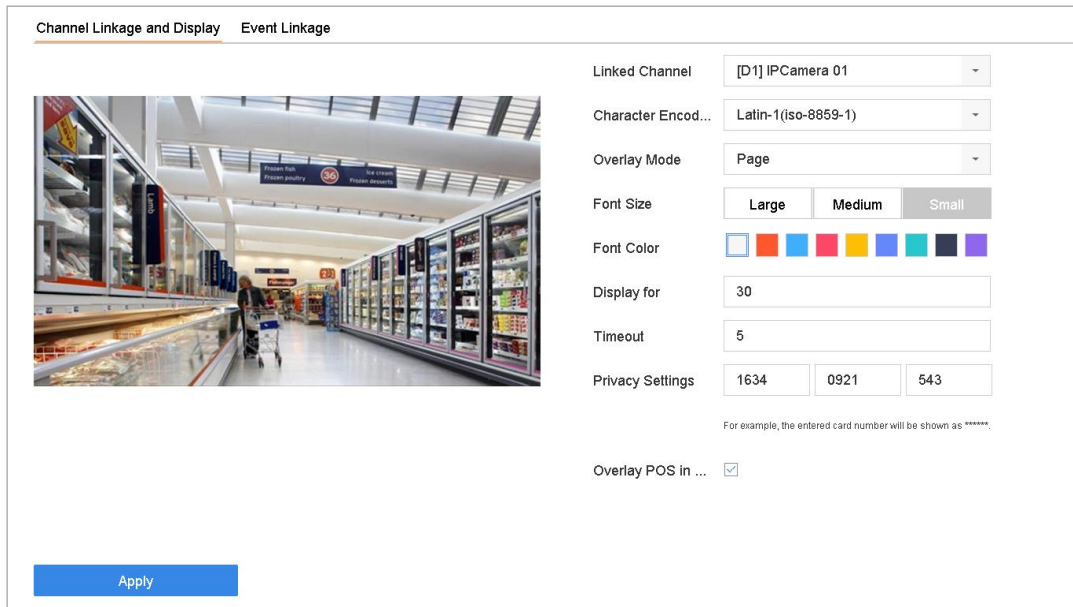 Channel Linkage and Display Event Linkage
Linked Channel [D1] IPCamera 01
Character Encod... Latin-1(iso-8859-1)
Overlay Mode Page
Font Size Large Medium Small
Font Color
Display for 30
Timeout 5
Privacy Settings 1634 0921 543
For example, the entered card number will be shown as ******.
Overlay POS in ...
Frozen fish
Frozen poultry
36
Ice cream
Frozen desserts
Lamb
Apply